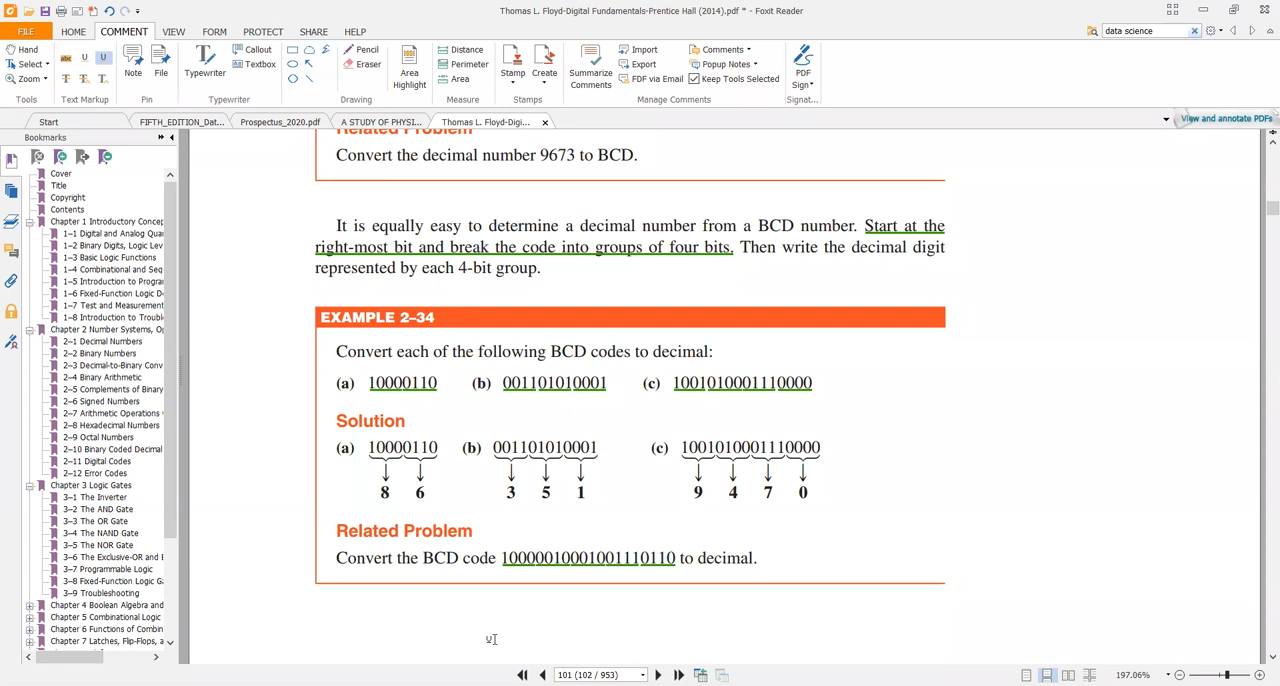 Thomas L. Floyd-Digital Fundamentals-Prentice Hall (2014).pdf * - Foxit Reader
FILE HOME COMMENT VIEW FORM PROTECT SHARE HELP data science
Hand Select Zoom Tools
Text Markup
Note File Pin
Typewriter Callout Textbox Typewriter
Pencil Eraser Area Highlight Drawing
Distance Perimeter Area Measure
Stamp Create Stamps
Summarize Comments Import Export FDF via Email Comments Popup Notes Keep Tools Selected Manage Comments
PDF Sign Signat...
Start FIFTH_EDITION_Dat... Prospectus_2020.pdf A STUDY OF PHYSI... Thomas L. Floyd-Digi... View and annotate PDFs
Bookmarks
Cover
Title
Copyright
Contents
Chapter 1 Introductory Concep
1–1 Digital and Analog Qua
1–2 Binary Digits, Logic Lev
1–3 Basic Logic Functions
1–4 Combinational and Seq
1–5 Introduction to Progra
1–6 Fixed-Function Logic D
1–7 Test and Measurement
1–8 Introduction to Troubl
Chapter 2 Number Systems, Op
2–1 Decimal Numbers
2–2 Binary Numbers
2–3 Decimal-to-Binary Conv
2–4 Binary Arithmetic
2–5 Complements of Binary
2–6 Signed Numbers
2–7 Arithmetic Operations
2–8 Hexadecimal Numbers
2–9 Octal Numbers
2–10 Binary Coded Decimal
2–11 Digital Codes
2–12 Error Codes
Chapter 3 Logic Gates
3–1 The Inverter
3–2 The AND Gate
3–3 The OR Gate
3–4 The NAND Gate
3–5 The NOR Gate
3–6 The Exclusive-OR and E
3–7 Programmable Logic
3–8 Fixed-Function Logic G
3–9 Troubleshooting
Chapter 4 Boolean Algebra and
Chapter 5 Combinational Logic
Chapter 6 Functions of Combin
Chapter 7 Latches, Flip-Flops, a
Related Problem
Convert the decimal number 9673 to BCD.
It is equally easy to determine a decimal number from a BCD number. Start at the
right-most bit and break the code into groups of four bits. Then write the decimal digit
represented by each 4-bit group.
EXAMPLE 2–34
Convert each of the following BCD codes to decimal:
(a) 10000110 (b) 001101010001 (c) 1001010001110000
Solution
(a) 10000110 (b) 001101010001 (c) 1001010001110000
8 6 3 5 1 9 4 7 0
Related Problem
Convert the BCD code 10000010001001110110 to decimal.
101 (102 / 953) 197.06%